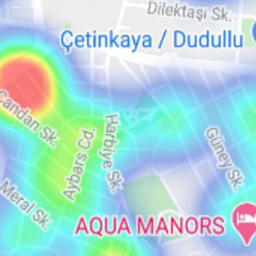 Dilektaşı Sk.
Çetinkaya / Dudullu
Candan Sk.
Aybars Cd.
Harbiye Sk.
Güney Sk.
Meral Sk.
AQUA MANORS